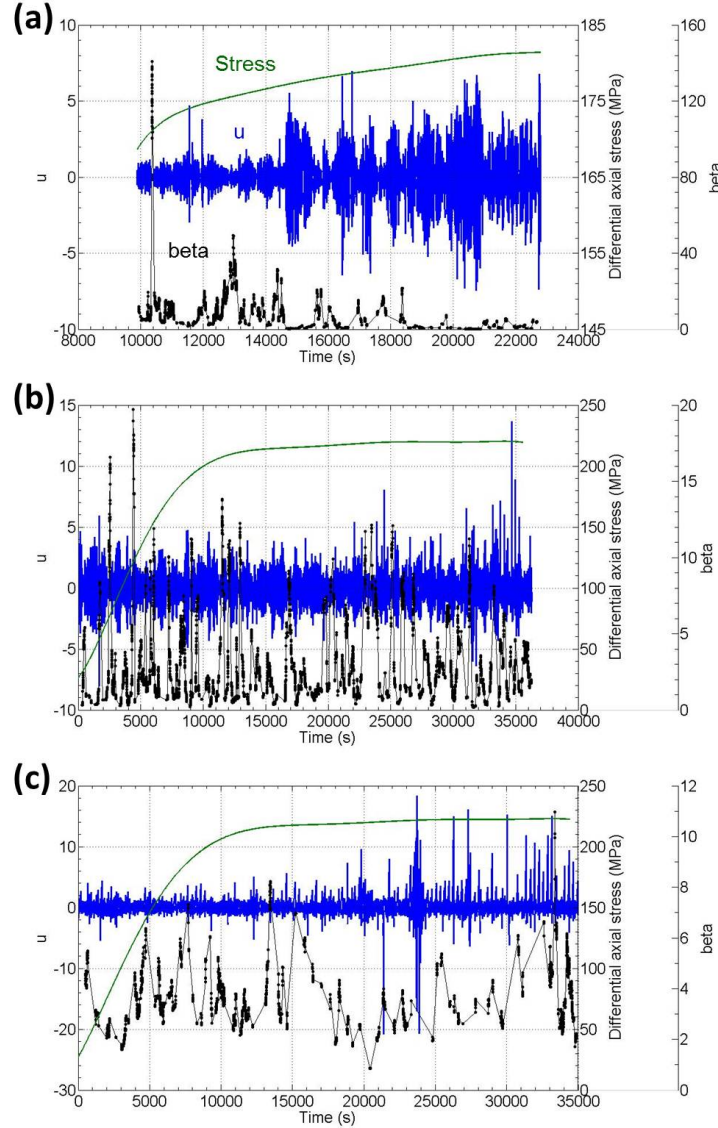 (a)
10
5
0
-5
-10
u
Stress
u
beta
185
175
165
155
145
Differential axial stress (MPa)
160
120
80
40
0
beta
8000 10000 12000 14000 16000 18000 20000 22000 24000
Time (s)
(b)
15
10
5
0
-5
-10
u
250
200
150
100
50
0
Differential axial stress (MPa)
20
15
10
5
0
beta
0 5000 10000 15000 20000 25000 30000 35000 40000
Time (s)
(c)
20
10
0
-10
-20
-30
u
250
200
150
100
50
0
Differential axial stress (MPa)
12
10
8
6
4
2
0
beta
0 5000 10000 15000 20000 25000 30000 35000
Time (s)